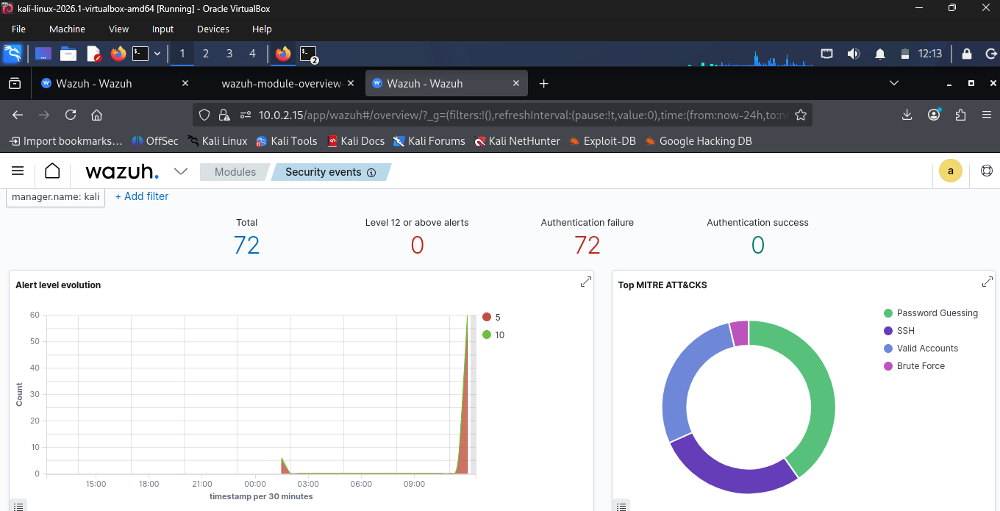 kali-linux-2026.1-virtualbox-amd64 [Running] - Oracle VirtualBox
File Machine View Input Devices Help
1 2 3 4 2 12:13
Wazuh - Wazuh wazuh-module-overview- Wazuh - Wazuh
10.0.2.15/app/wazuh#/overview/?_g=(filters:!(),refreshInterval:(pause:!t,value:0),time:(from:now-24h,to:n
Import bookmarks... OffSec Kali Linux Kali Tools Kali Docs Kali Forums Kali NetHunter Exploit-DB Google Hacking DB
wazuh. Modules Security events a
manager.name: kali + Add filter
Total Level 12 or above alerts Authentication failure Authentication success
72 0 72 0
Alert level evolution
60
50
40
30
20
10
0
Count
15:00 18:00 21:00 00:00 03:00 06:00 09:00
timestamp per 30 minutes
5
10
Top MITRE ATT&CKS
Password Guessing
SSH
Valid Accounts
Brute Force